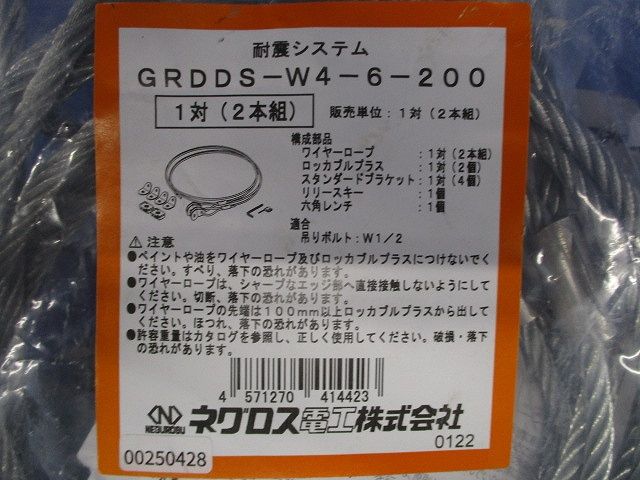 耐震システム
GRDDS-W4-6-200
1対(2本組)
販売単位:1対(2本組)
構成部品
ワイヤーロープ :1対(2本組)
ロッカブルプラス :1対(2個)
スタンダードブラケット:1対(4個)
リリースキー :1個
六角レンチ :1個
適合
吊りボルト:W1/2
⚠注意
●ペイントや油をワイヤーロープ及びロッカブルプラスにつけないでく
ださい。すべり、落下の恐れがあります。
●ワイヤーロープは、シャープなエッジ部へ直接接触しないようにして
ください。切断、落下の恐れがあります。
●ワイヤーロープの先端は100mm以上ロッカブルプラスから出して
ください。ほつれ、落下の恐れがあります。
●許容重量はカタログを参照し、正しく使用してください。破損・落下
の恐れがあります。
4 571270 414423
NEGUROSU
ネグロス電工株式会社
0122
00250428